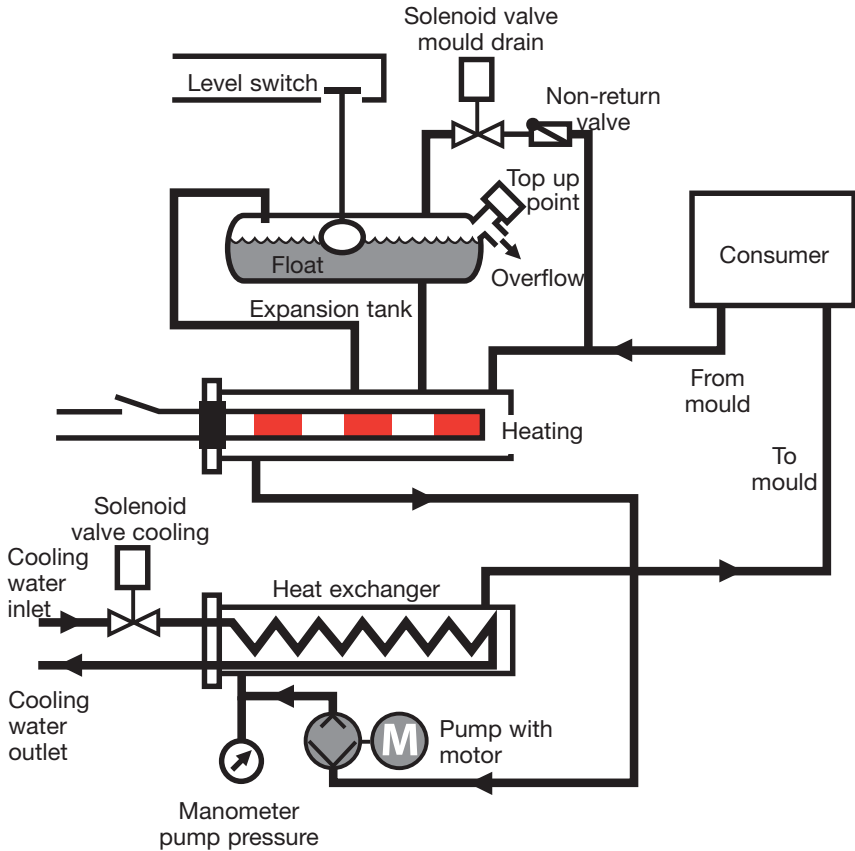 Solenoid valve
mould drain
Level switch
Non-return
valve
Top up
point
Float
Overflow
Consumer
Expansion tank
From
mould
Heating
To
mould
Solenoid
valve cooling
Cooling
water
inlet
Heat exchanger
Cooling
water
outlet
M
Pump with
motor
Manometer
pump pressure